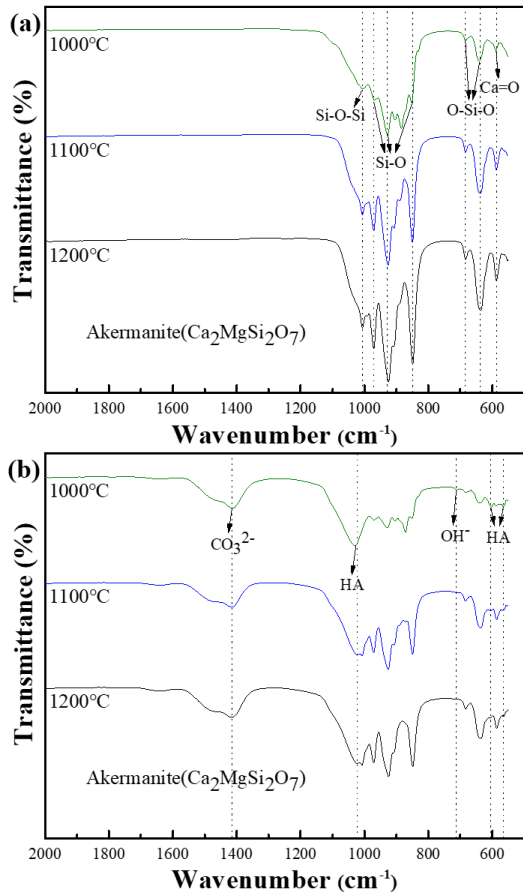 (a)
1000°C
Ca=O
Si-O-Si
O-Si-O
1100°C
Si-O
1200°C
Akermanite(Ca₂MgSi₂O₇)
Transmittance (%)
2000 1800 1600 1400 1200 1000 800 600
Wavenumber (cm⁻¹)
(b)
1000°C
CO₃²⁻
OH⁻
HA
HA
1100°C
1200°C
Akermanite(Ca₂MgSi₂O₇)
Transmittance (%)
2000 1800 1600 1400 1200 1000 800 600
Wavenumber (cm⁻¹)